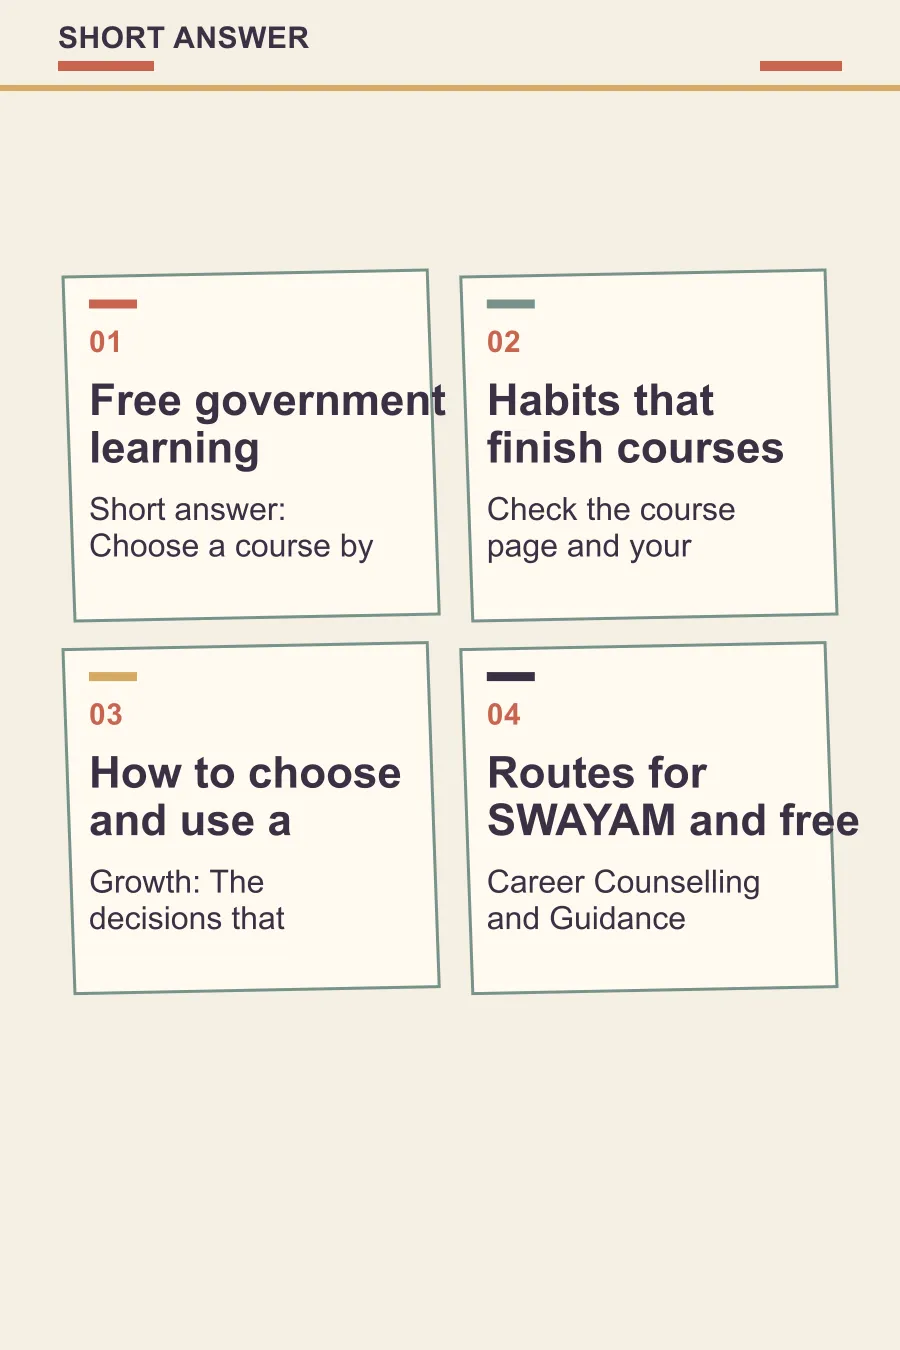 SHORT ANSWER
01
Free government
learning
Short answer:
Choose a course by
02
Habits that
finish courses
Check the course
page and your
03
How to choose
and use a
Growth: The
decisions that
04
Routes for
SWAYAM and free
Career Counselling
and Guidance